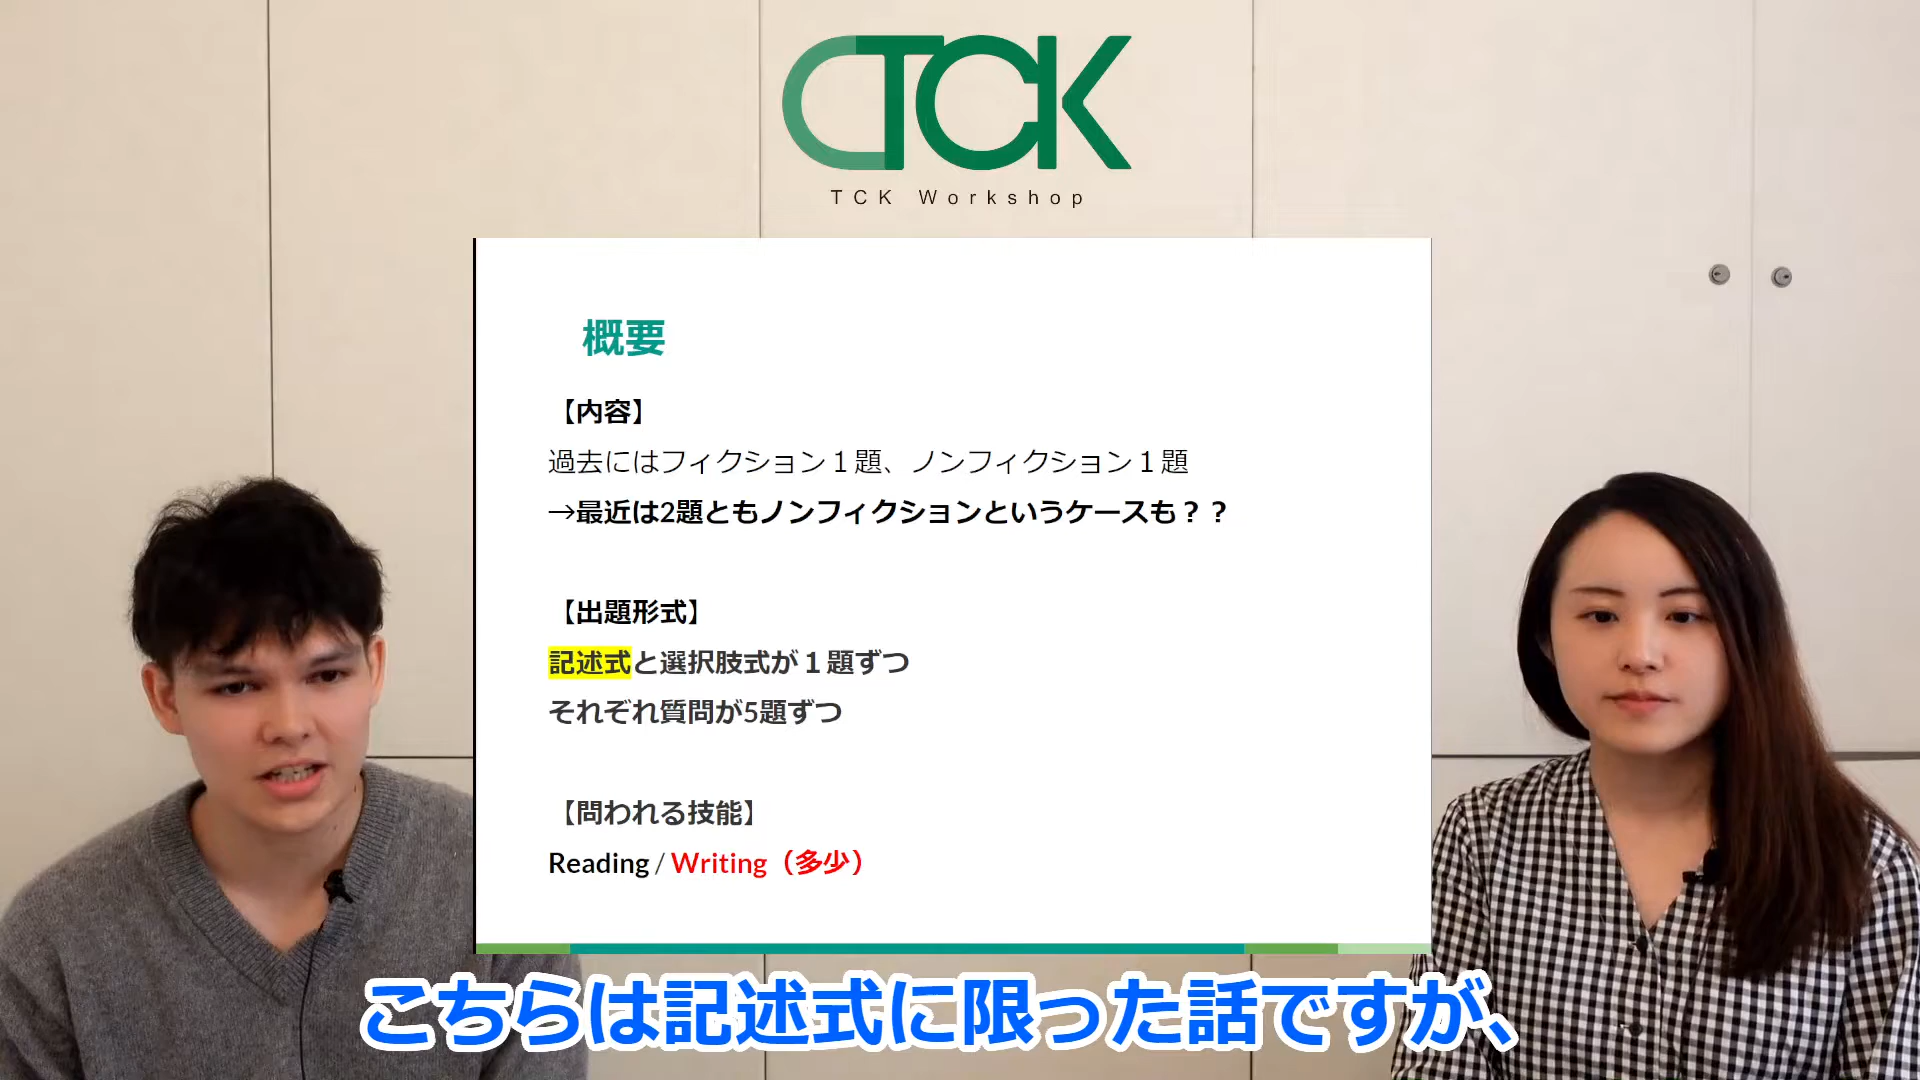 TCK
TCK Workshop
概要
【内容】
過去にはフィクション１題、ノンフィクション１題
→最近は2題ともノンフィクションというケースも？？
【出題形式】
記述式と選択肢式が１題ずつ
それぞれ質問が5題ずつ
【問われる技能】
Reading / Writing（多少）
こちらは記述式に限った話ですが、